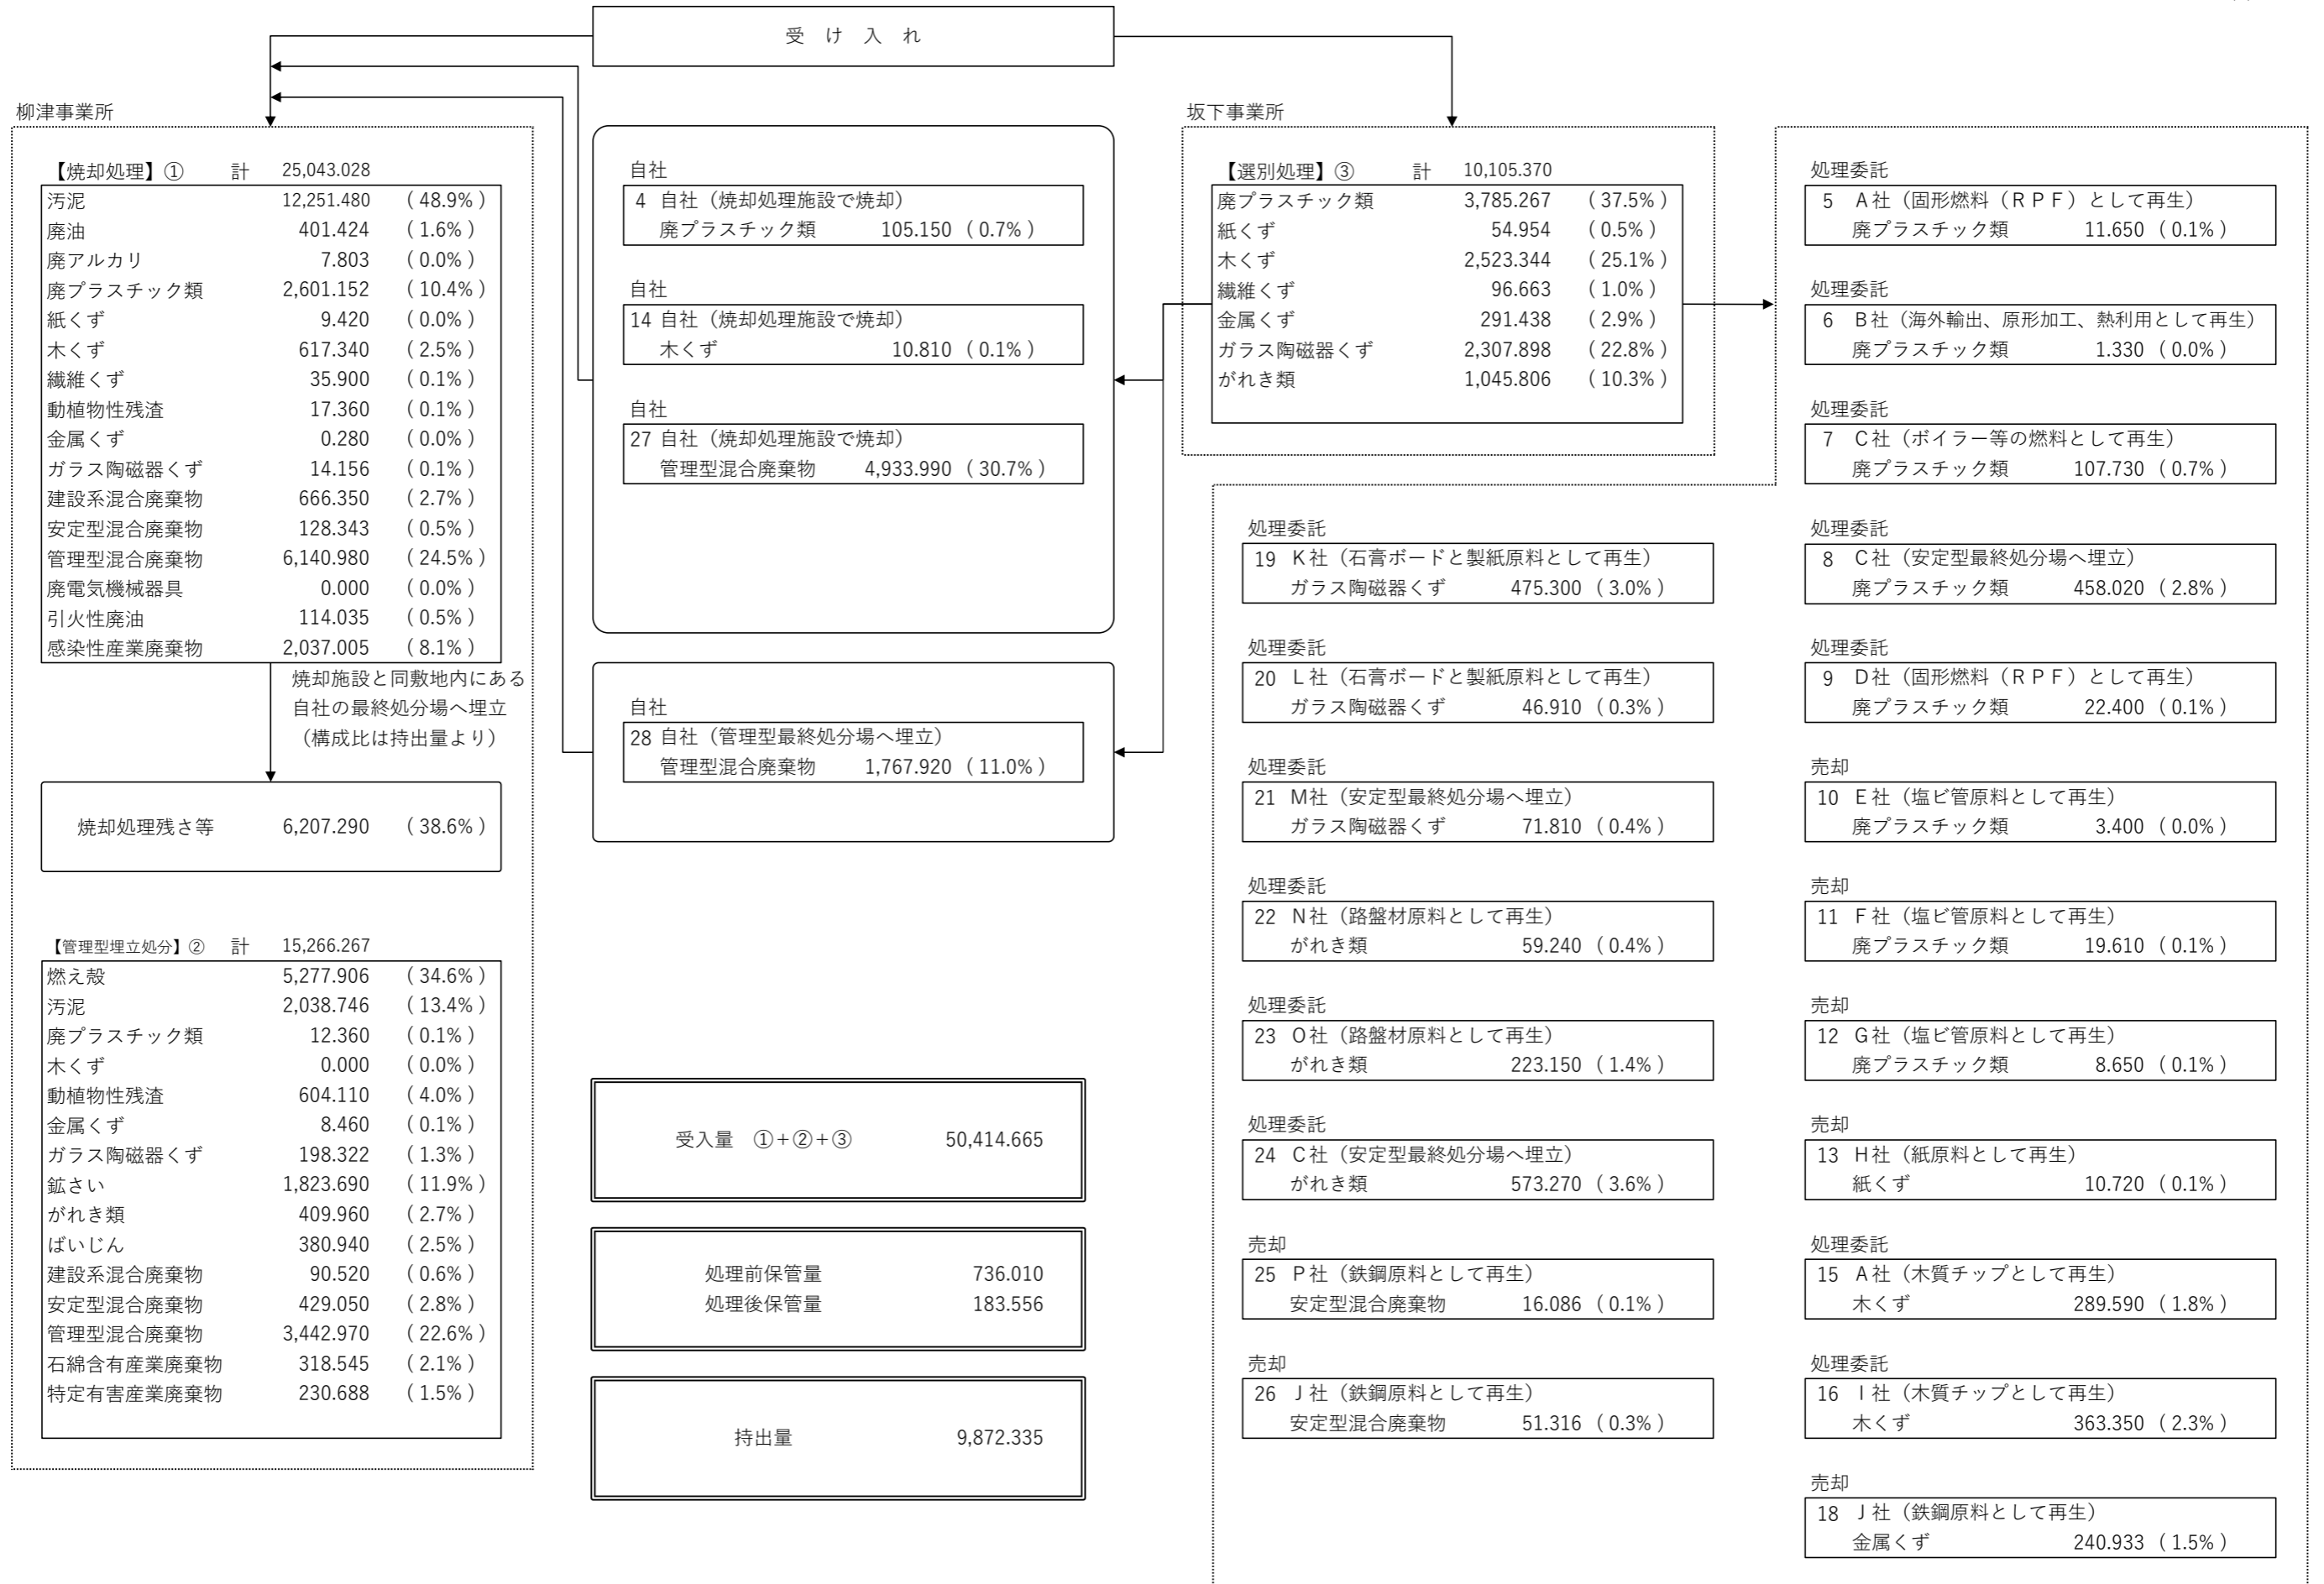 受け入れ
柳津事業所
【焼却処理】① 計 25,043.028
汚泥 12,251.480 （48.9%）
廃油 401.424 （1.6%）
廃アルカリ 7.803 （0.0%）
廃プラスチック類 2,601.152 （10.4%）
紙くず 9.420 （0.0%）
木くず 617.340 （2.5%）
繊維くず 35.900 （0.1%）
動植物性残渣 17.360 （0.1%）
金属くず 0.280 （0.0%）
ガラス陶磁器くず 14.156 （0.1%）
建設系混合廃棄物 666.350 （2.7%）
安定型混合廃棄物 128.343 （0.5%）
管理型混合廃棄物 6,140.980 （24.5%）
廃電気機械器具 0.000 （0.0%）
引火性廃油 114.035 （0.5%）
感染性産業廃棄物 2,037.005 （8.1%）
焼却施設と同敷地内にある
自社の最終処分場へ埋立
（構成比は持出量より）
焼却処理残さ等 6,207.290 （38.6%）
【管理型埋立処分】② 計 15,266.267
燃え殻 5,277.906 （34.6%）
汚泥 2,038.746 （13.4%）
廃プラスチック類 12.360 （0.1%）
木くず 0.000 （0.0%）
動植物性残渣 604.110 （4.0%）
金属くず 8.460 （0.1%）
ガラス陶磁器くず 198.322 （1.3%）
鉱さい 1,823.690 （11.9%）
がれき類 409.960 （2.7%）
ばいじん 380.940 （2.5%）
建設系混合廃棄物 90.520 （0.6%）
安定型混合廃棄物 429.050 （2.8%）
管理型混合廃棄物 3,442.970 （22.6%）
石綿含有産業廃棄物 318.545 （2.1%）
特定有害産業廃棄物 230.688 （1.5%）
自社
4 自社（焼却処理施設で焼却）
廃プラスチック類 105.150 （0.7%）
自社
14 自社（焼却処理施設で焼却）
木くず 10.810 （0.1%）
自社
27 自社（焼却処理施設で焼却）
管理型混合廃棄物 4,933.990 （30.7%）
自社
28 自社（管理型最終処分場へ埋立）
管理型混合廃棄物 1,767.920 （11.0%）
受入量 ①+②+③ 50,414.665
処理前保管量 736.010
処理後保管量 183.556
持出量 9,872.335
坂下事業所
【選別処理】③ 計 10,105.370
廃プラスチック類 3,785.267 （37.5%）
紙くず 54.954 （0.5%）
木くず 2,523.344 （25.1%）
繊維くず 96.663 （1.0%）
金属くず 291.438 （2.9%）
ガラス陶磁器くず 2,307.898 （22.8%）
がれき類 1,045.806 （10.3%）
処理委託
19 K社（石膏ボードと製紙原料として再生）
ガラス陶磁器くず 475.300 （3.0%）
処理委託
20 L社（石膏ボードと製紙原料として再生）
ガラス陶磁器くず 46.910 （0.3%）
処理委託
21 M社（安定型最終処分場へ埋立）
ガラス陶磁器くず 71.810 （0.4%）
処理委託
22 N社（路盤材原料として再生）
がれき類 59.240 （0.4%）
処理委託
23 O社（路盤材原料として再生）
がれき類 223.150 （1.4%）
処理委託
24 C社（安定型最終処分場へ埋立）
がれき類 573.270 （3.6%）
売却
25 P社（鉄鋼原料として再生）
安定型混合廃棄物 16.086 （0.1%）
売却
26 J社（鉄鋼原料として再生）
安定型混合廃棄物 51.316 （0.3%）
処理委託
5 A社（固形燃料（RPF）として再生）
廃プラスチック類 11.650 （0.1%）
処理委託
6 B社（海外輸出、原形加工、熱利用として再生）
廃プラスチック類 1.330 （0.0%）
処理委託
7 C社（ボイラー等の燃料として再生）
廃プラスチック類 107.730 （0.7%）
処理委託
8 C社（安定型最終処分場へ埋立）
廃プラスチック類 458.020 （2.8%）
処理委託
9 D社（固形燃料（RPF）として再生）
廃プラスチック類 22.400 （0.1%）
売却
10 E社（塩ビ管原料として再生）
廃プラスチック類 3.400 （0.0%）
売却
11 F社（塩ビ管原料として再生）
廃プラスチック類 19.610 （0.1%）
売却
12 G社（塩ビ管原料として再生）
廃プラスチック類 8.650 （0.1%）
売却
13 H社（紙原料として再生）
紙くず 10.720 （0.1%）
処理委託
15 A社（木質チップとして再生）
木くず 289.590 （1.8%）
処理委託
16 I社（木質チップとして再生）
木くず 363.350 （2.3%）
売却
18 J社（鉄鋼原料として再生）
金属くず 240.933 （1.5%）